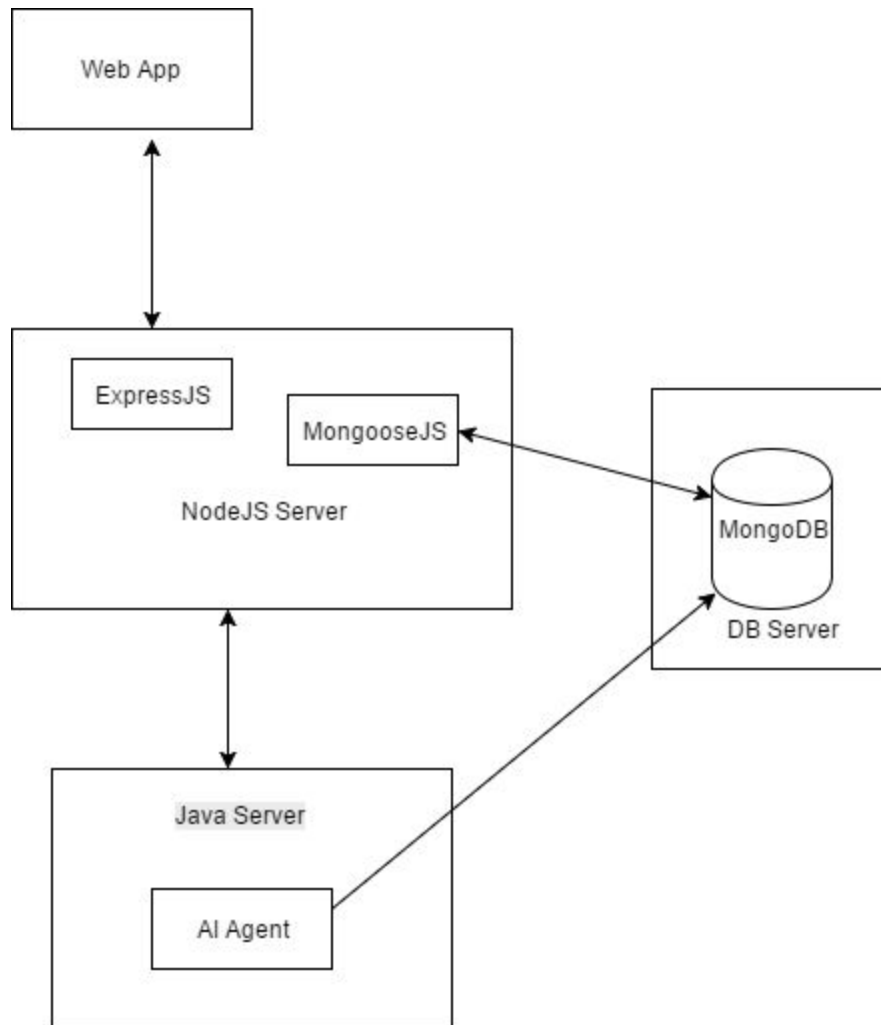 Web App
ExpressJS
MongooseJS
NodeJS Server
MongoDB
DB Server
Java Server
AI Agent